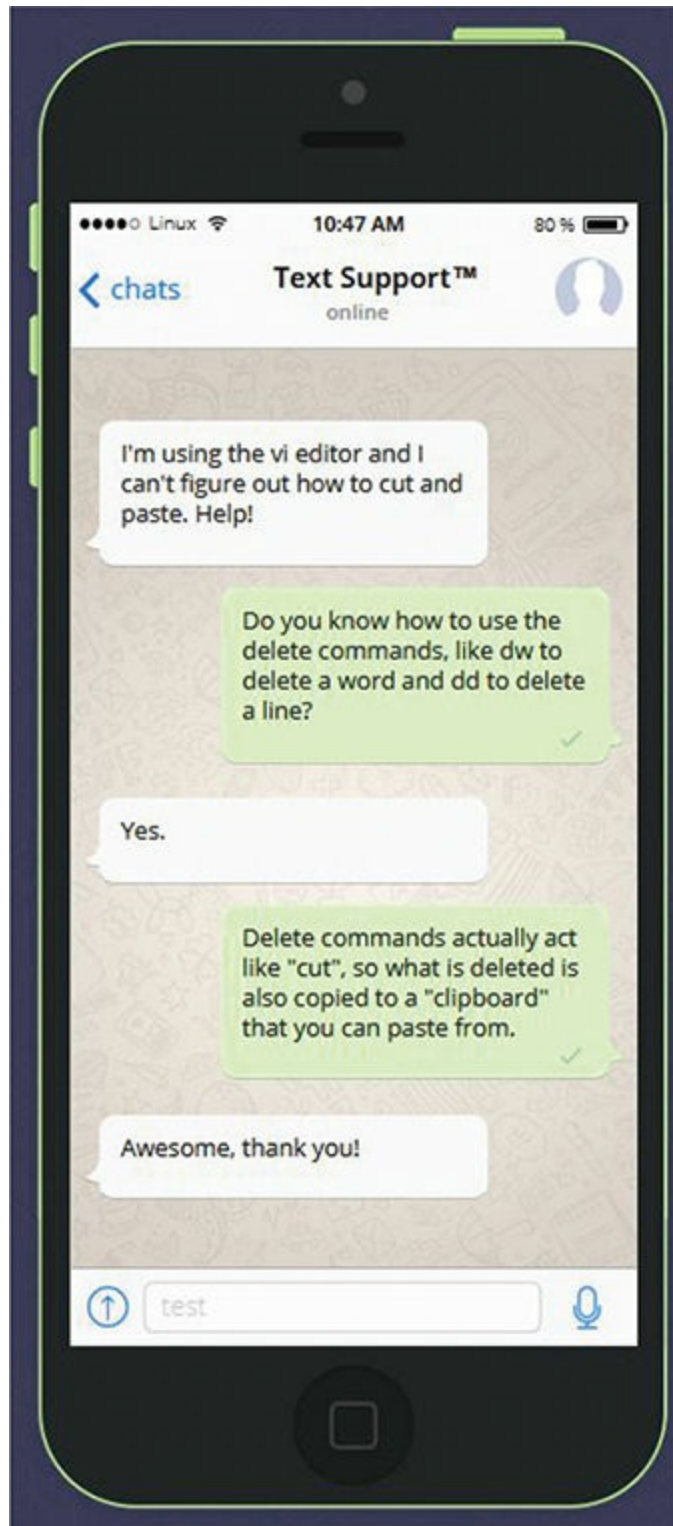 Linux 10:47 AM 80 %
chats Text Support™
online
I'm using the vi editor and I
can't figure out how to cut and
paste. Help!
Do you know how to use the
delete commands, like dw to
delete a word and dd to delete
a line?
Yes.
Delete commands actually act
like "cut", so what is deleted is
also copied to a "clipboard"
that you can paste from.
Awesome, thank you!
test